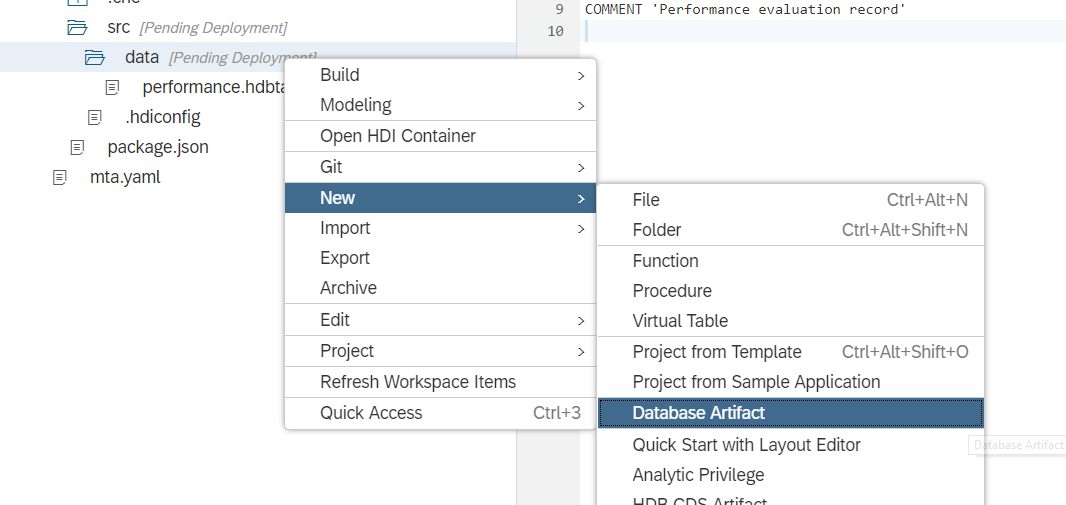 src [Pending Deployment]
data [Pending Deployment]
performance.hdbta
.hdiconfig
package.json
mta.yaml
9 COMMENT 'Performance evaluation record'
10
Build >
Modeling >
Open HDI Container
Git >
New >
Import >
Export
Archive
Edit >
Project >
Refresh Workspace Items
Quick Access Ctrl+3
File Ctrl+Alt+N
Folder Ctrl+Alt+Shift+N
Function
Procedure
Virtual Table
Project from Template Ctrl+Alt+Shift+O
Project from Sample Application
Database Artifact
Quick Start with Layout Editor
Database Artifact
Analytic Privilege
HDB CDS Artifact